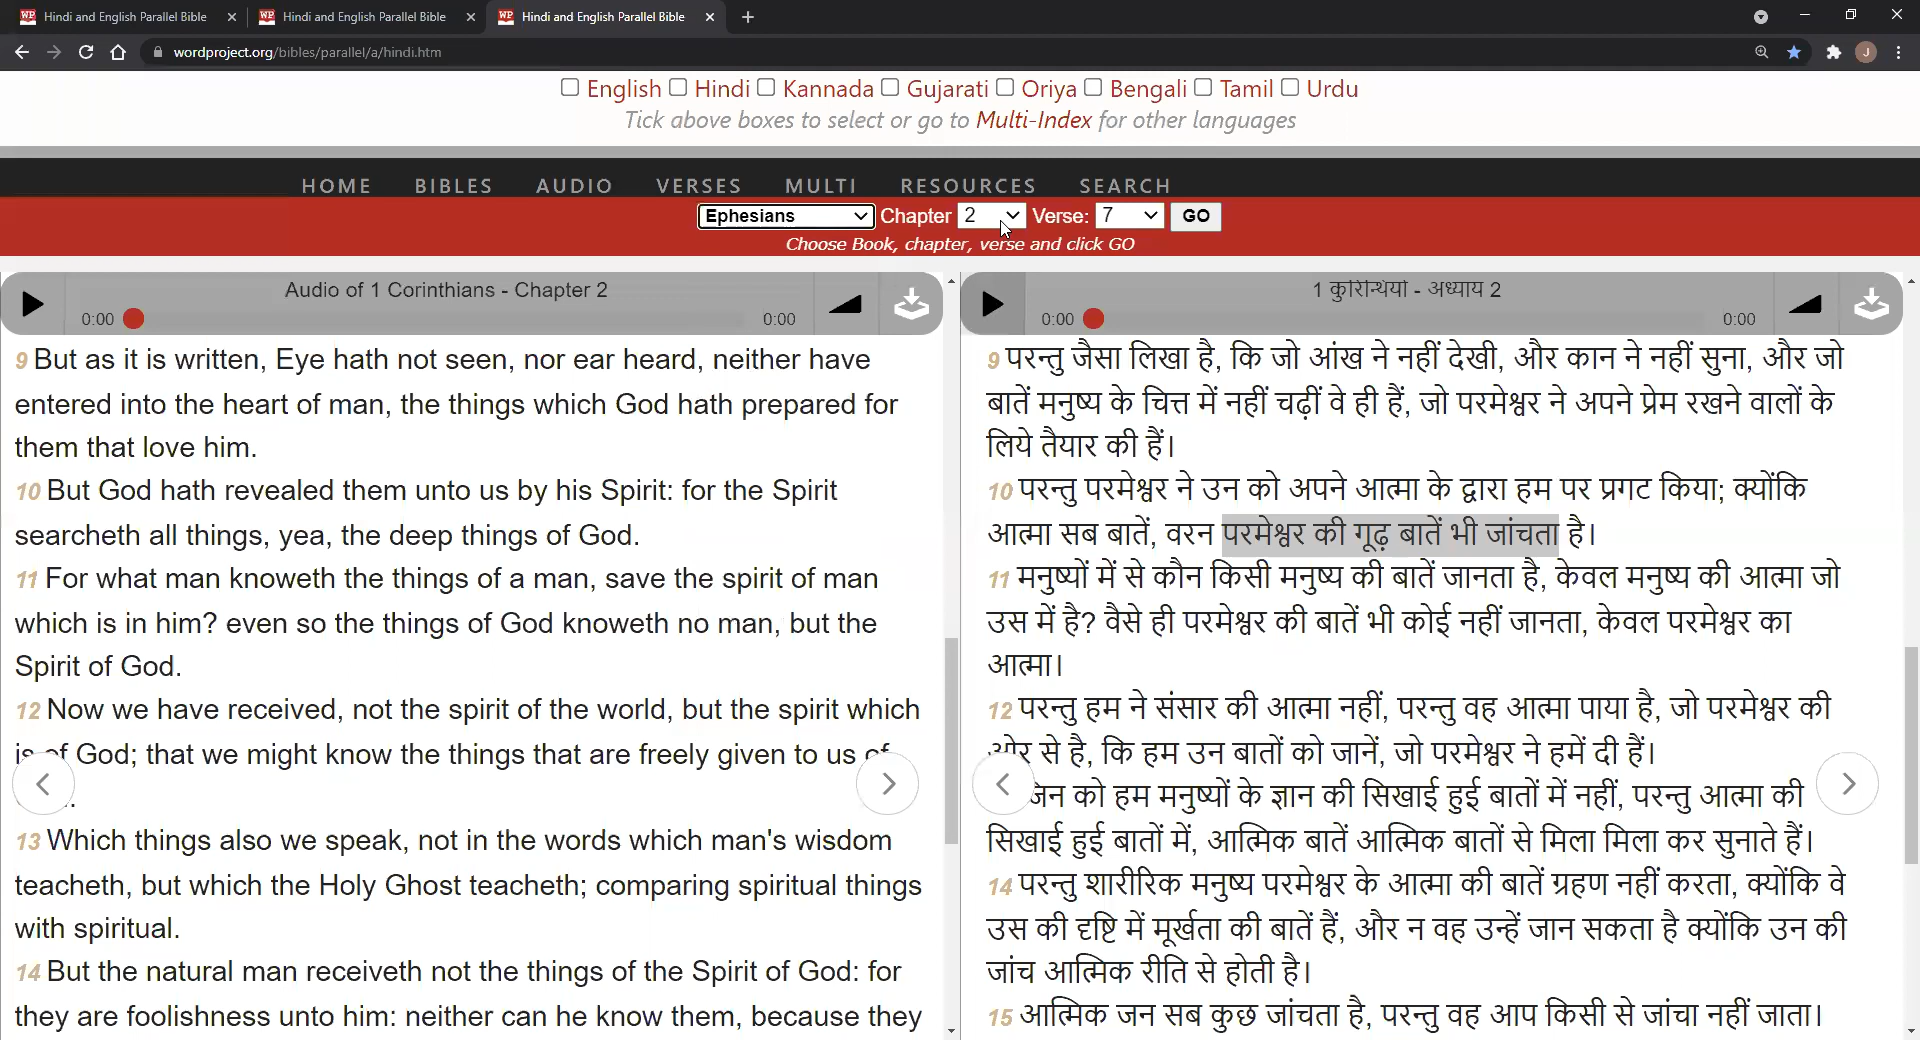 Hindi and English Parallel Bible
Hindi and English Parallel Bible
Hindi and English Parallel Bible
wordproject.org/bibles/parallel/a/hindi.htm
J
English Hindi Kannada Gujarati Oriya Bengali Tamil Urdu
Tick above boxes to select or go to Multi-Index for other languages
HOME BIBLES AUDIO VERSES MULTI RESOURCES SEARCH
Ephesians Chapter 2 Verse: 7 GO
Choose Book, chapter, verse and click GO
Audio of 1 Corinthians - Chapter 2
0:00 0:00
9 But as it is written, Eye hath not seen, nor ear heard, neither have
entered into the heart of man, the things which God hath prepared for
them that love him.
10 But God hath revealed them unto us by his Spirit: for the Spirit
searcheth all things, yea, the deep things of God.
11 For what man knoweth the things of a man, save the spirit of man
which is in him? even so the things of God knoweth no man, but the
Spirit of God.
12 Now we have received, not the spirit of the world, but the spirit which
is of God; that we might know the things that are freely given to us of
13 Which things also we speak, not in the words which man's wisdom
teacheth, but which the Holy Ghost teacheth; comparing spiritual things
with spiritual.
14 But the natural man receiveth not the things of the Spirit of God: for
they are foolishness unto him: neither can he know them, because they
1 कुरिन्थियों - अध्याय 2
0:00 0:00
9 परन्तु जैसा लिखा है, कि जो आंख ने नहीं देखी, और कान ने नहीं सुना, और जो
बातें मनुष्य के चित्त में नहीं चढ़ीं वे ही हैं, जो परमेश्वर ने अपने प्रेम रखने वालों के
लिये तैयार की हैं।
10 परन्तु परमेश्वर ने उन को अपने आत्मा के द्वारा हम पर प्रगट किया; क्योंकि
आत्मा सब बातें, वरन परमेश्वर की गूढ़ बातें भी जांचता है।
11 मनुष्यों में से कौन किसी मनुष्य की बातें जानता है, केवल मनुष्य की आत्मा जो
उस में है? वैसे ही परमेश्वर की बातें भी कोई नहीं जानता, केवल परमेश्वर का
आत्मा।
12 परन्तु हम ने संसार की आत्मा नहीं, परन्तु वह आत्मा पाया है, जो परमेश्वर की
ओर से है, कि हम उन बातों को जानें, जो परमेश्वर ने हमें दी हैं।
जिन को हम मनुष्यों के ज्ञान की सिखाई हुई बातों में नहीं, परन्तु आत्मा की
सिखाई हुई बातों में, आत्मिक बातें आत्मिक बातों से मिला मिला कर सुनाते हैं।
14 परन्तु शारीरिक मनुष्य परमेश्वर के आत्मा की बातें ग्रहण नहीं करता, क्योंकि वे
उस की दृष्टि में मूर्खता की बातें हैं, और न वह उन्हें जान सकता है क्योंकि उन की
जांच आत्मिक रीति से होती है।
15 आत्मिक जन सब कुछ जांचता है, परन्तु वह आप किसी से जांचा नहीं जाता।